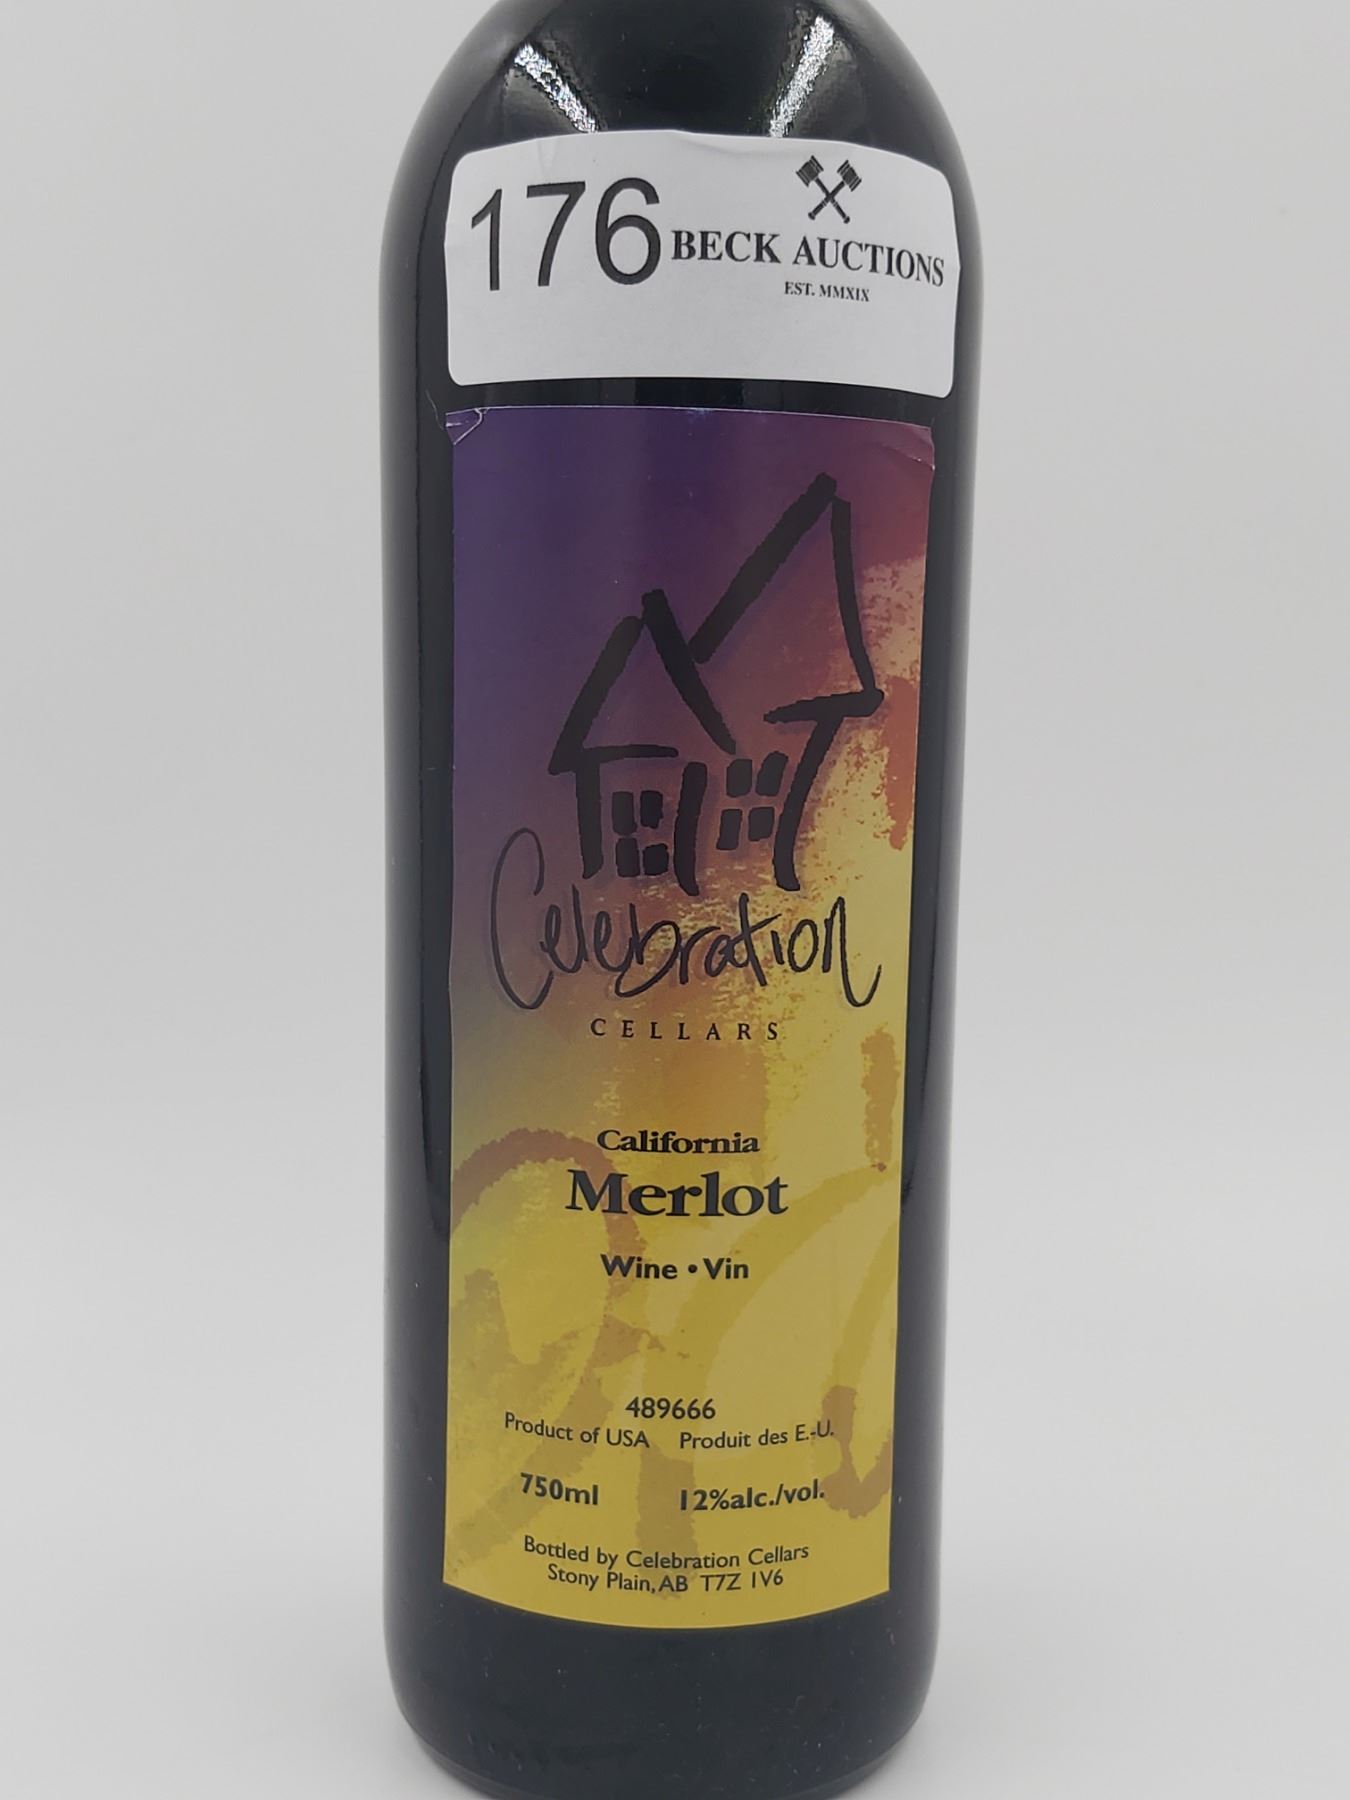 176
BECK AUCTIONS
EST. MMXIX
Celebration
CELLARS
California
Merlot
Wine • Vin
489666
Product of USA Produit des E.-U.
750ml 12%alc./vol.
Bottled by Celebration Cellars
Stony Plain, AB T7Z 1V6